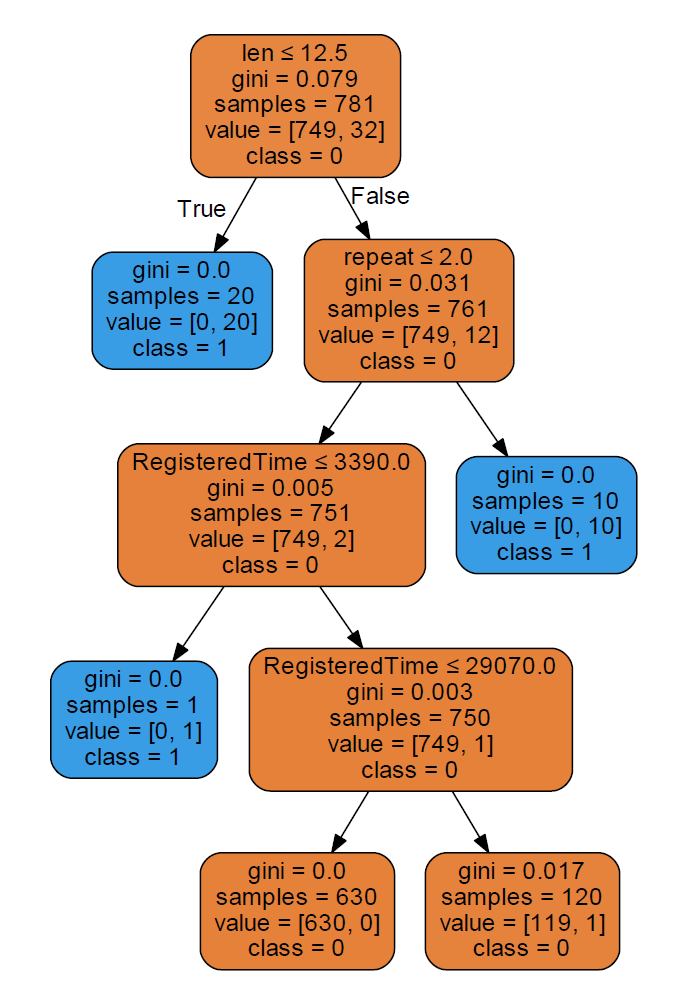 len ≤ 12.5
gini = 0.079
samples = 781
value = [749, 32]
class = 0
True
False
gini = 0.0
samples = 20
value = [0, 20]
class = 1
repeat ≤ 2.0
gini = 0.031
samples = 761
value = [749, 12]
class = 0
RegisteredTime ≤ 3390.0
gini = 0.005
samples = 751
value = [749, 2]
class = 0
gini = 0.0
samples = 10
value = [0, 10]
class = 1
gini = 0.0
samples = 1
value = [0, 1]
class = 1
RegisteredTime ≤ 29070.0
gini = 0.003
samples = 750
value = [749, 1]
class = 0
gini = 0.0
samples = 630
value = [630, 0]
class = 0
gini = 0.017
samples = 120
value = [119, 1]
class = 0